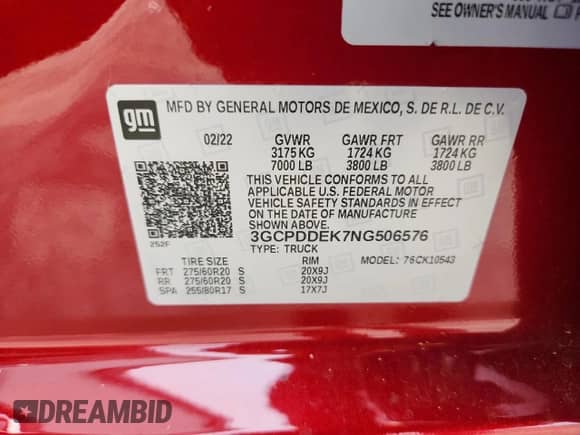 SEE OWNER'S MANUAL
gm
MFD BY GENERAL MOTORS DE MEXICO, S. DE R.L. DE C.V.
02/22 GVWR GAWR FRT GAWR RR
3175 KG 1724 KG 1724 KG
7000 LB 3800 LB 3800 LB
THIS VEHICLE CONFORMS TO ALL
APPLICABLE U.S. FEDERAL MOTOR
VEHICLE SAFETY STANDARDS IN EFFECT
ON THE DATE OF MANUFACTURE
SHOWN ABOVE.
3GCPDDEK7NG506576
252F
TYPE: TRUCK
TIRE SIZE RIM MODEL: 76CK10543
FRT 275/60R20 S 20X9J
RR 275/60R20 S 20X9J
SPA 255/80R17 S 17X7J
DREAMBID